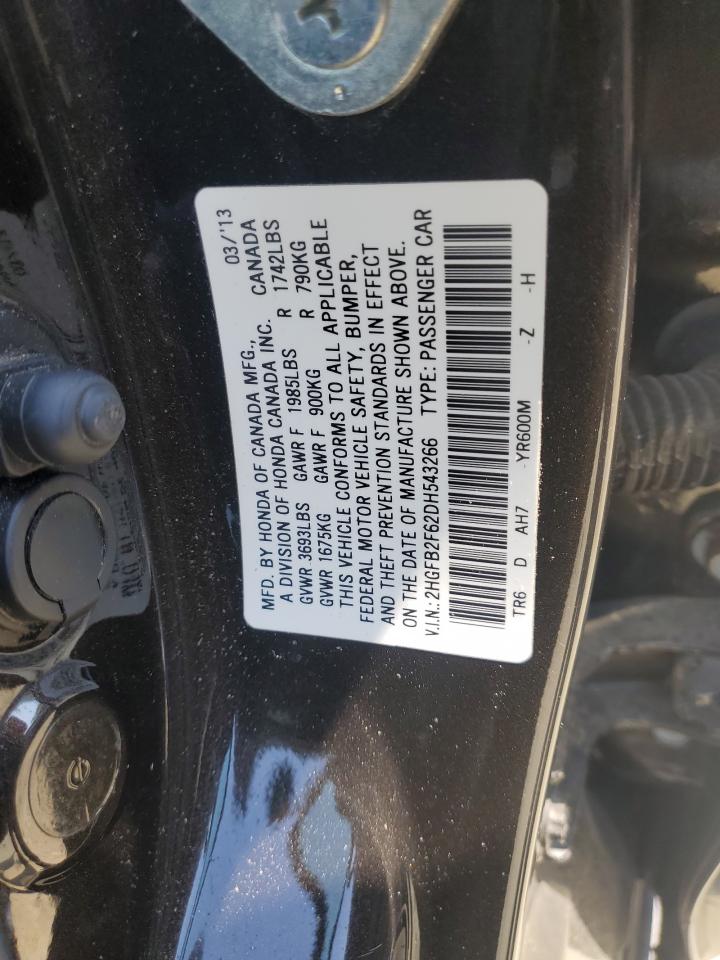 03/'13
MFD. BY HONDA OF CANADA MFG.,
A DIVISION OF HONDA CANADA INC. CANADA
GVWR 3693LBS GAWR F 1985LBS R 1742LBS
GVWR 1675KG GAWR F 900KG R 790KG
THIS VEHICLE CONFORMS TO ALL APPLICABLE
FEDERAL MOTOR VEHICLE SAFETY, BUMPER,
AND THEFT PREVENTION STANDARDS IN EFFECT
ON THE DATE OF MANUFACTURE SHOWN ABOVE.
V.I.N.: 2HGFB2F62DH543266 TYPE: PASSENGER CAR
TR6 D AH7 -YR600M -Z -H